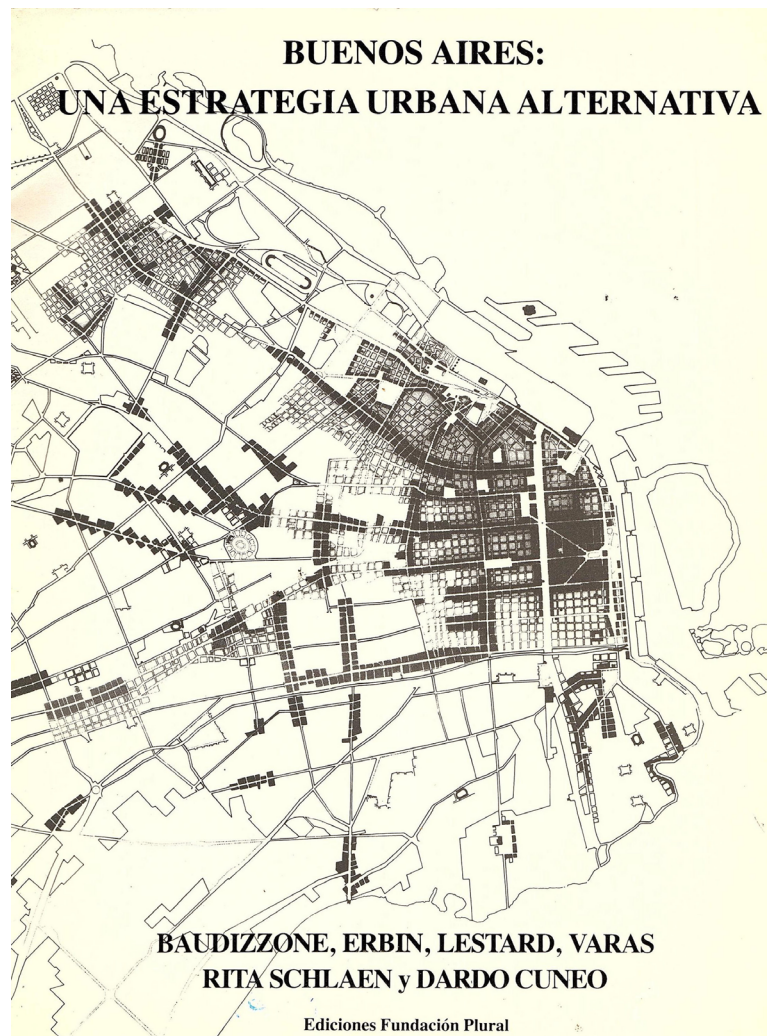 BUENOS AIRES:
UNA ESTRATEGIA URBANA ALTERNATIVA
BAUDIZZONE, ERBIN, LESTARD, VARAS
RITA SCHLAEN y DARDO CUNEO
Ediciones Fundación Plural